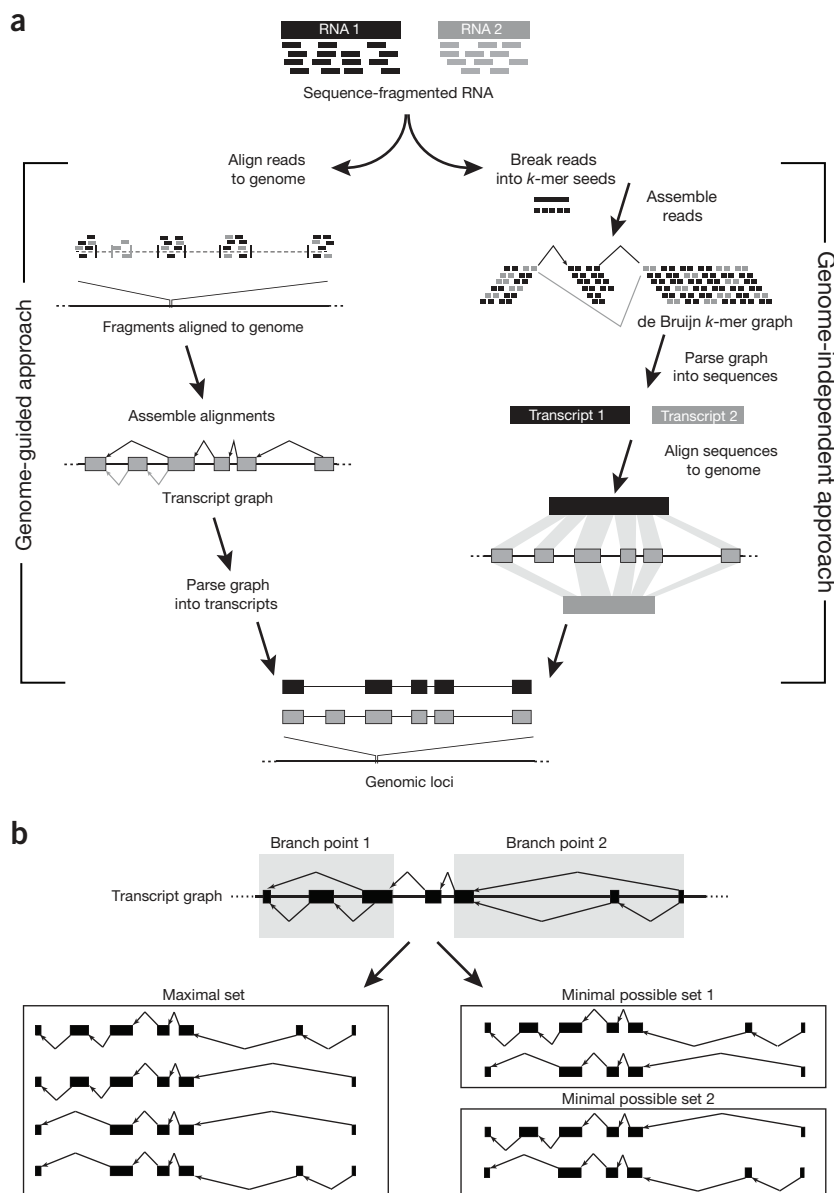 a
RNA 1
RNA 2
Sequence-fragmented RNA
Align reads
to genome
Break reads
into k-mer seeds
Assemble
reads
Genome-guided approach
Genome-independent approach
Fragments aligned to genome
de Bruijn k-mer graph
Parse graph
into sequences
Assemble alignments
Transcript 1
Transcript 2
Align sequences
to genome
Transcript graph
Parse graph
into transcripts
Genomic loci
b
Branch point 1
Branch point 2
Transcript graph
Maximal set
Minimal possible set 1
Minimal possible set 2